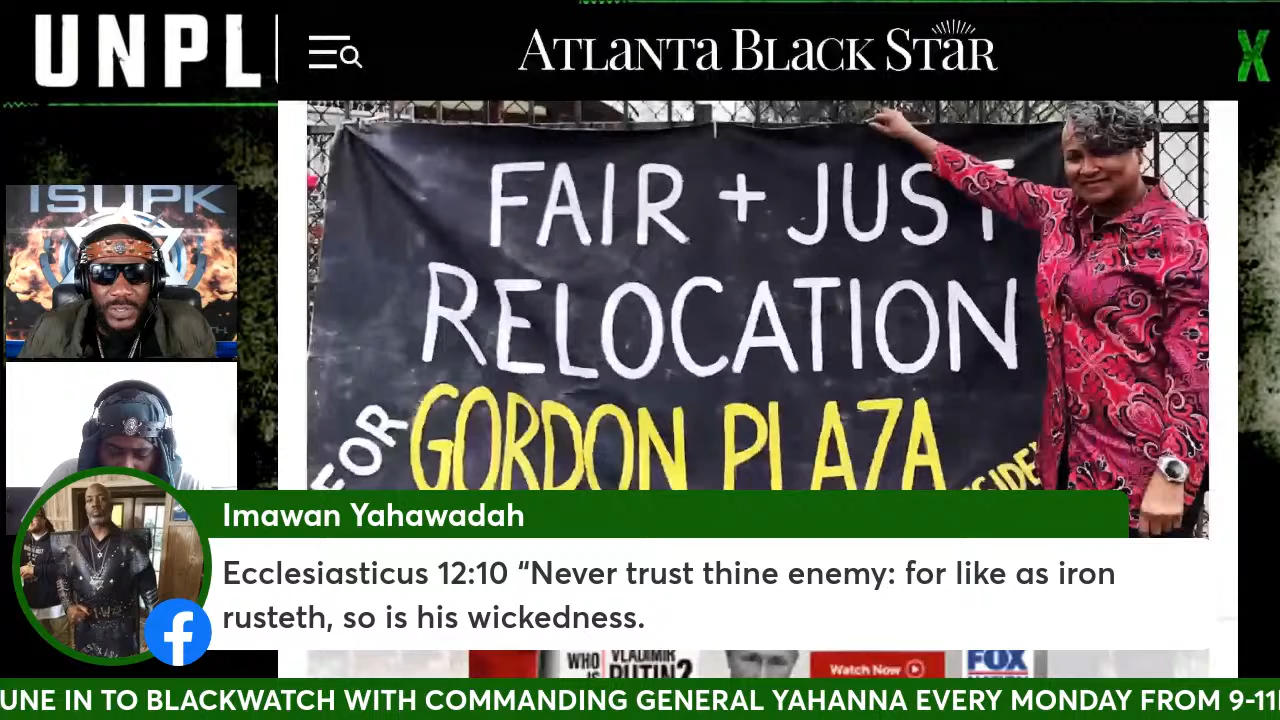 UNPL
ATLANTA BLACK STAR
X
ISUPK
FAIR + JUST
RELOCATION
FOR GORDON PLAZA
Imawan Yahawadah
Ecclesiasticus 12:10 “Never trust thine enemy: for like as iron
rusteth, so is his wickedness.
WHO IS VLADIMIR PUTIN?
Watch Now
FOX
UNE IN TO BLACKWATCH WITH COMMANDING GENERAL YAHANNA EVERY MONDAY FROM 9-11